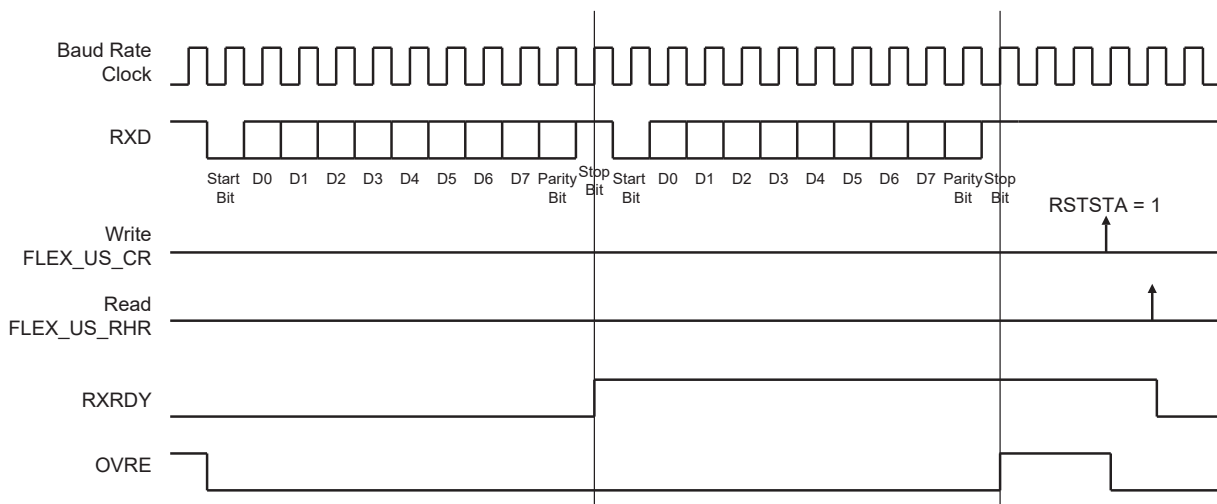 Baud Rate
Clock
RXD
Start D0 D1 D2 D3 D4 D5 D6 D7 Parity Stop Start D0 D1 D2 D3 D4 D5 D6 D7 Parity Stop
Bit Bit Bit Bit Bit Bit
RSTSTA = 1
Write
FLEX_US_CR
Read
FLEX_US_RHR
RXRDY
OVRE